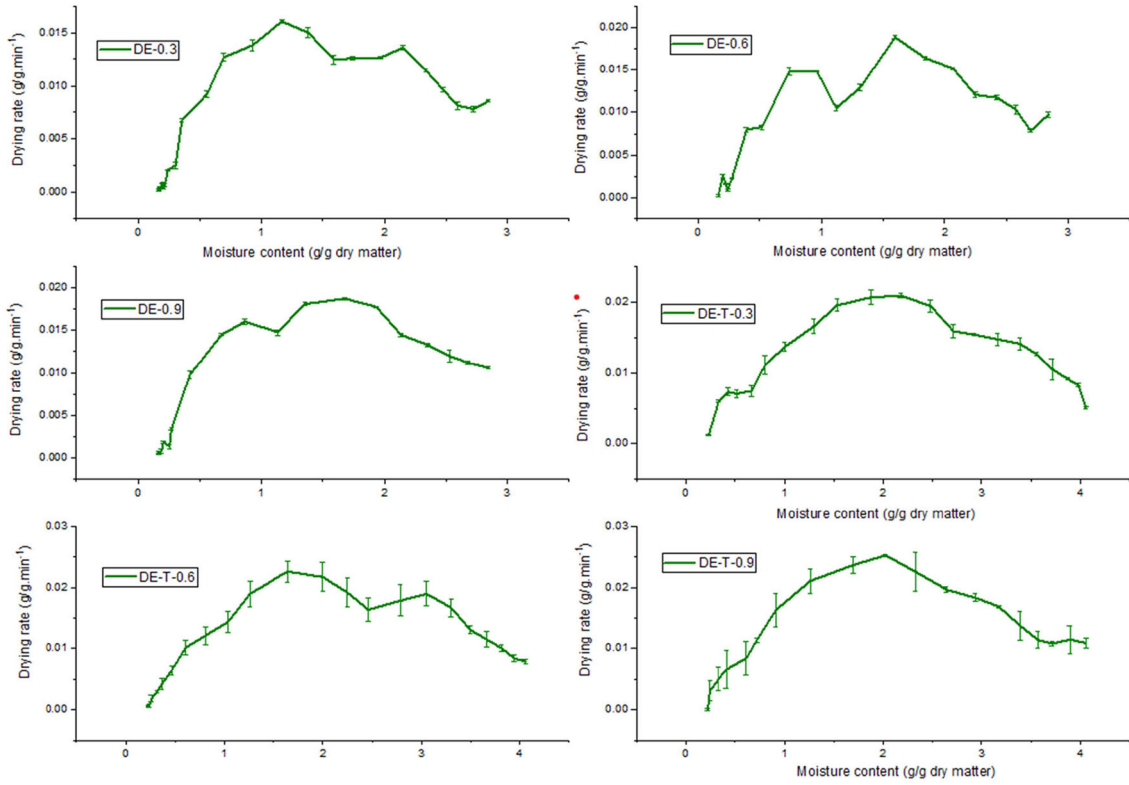 DE-0.3
Drying rate (g/g.min⁻¹)
0.015
0.010
0.005
0.000
0 1 2 3
Moisture content (g/g dry matter)
DE-0.6
Drying rate (g/g.min⁻¹)
0.020
0.015
0.010
0.005
0.000
0 1 2 3
Moisture content (g/g dry matter)
DE-0.9
Drying rate (g/g.min⁻¹)
0.020
0.015
0.010
0.005
0.000
0 1 2 3
DE-T-0.3
Drying rate (g/g.min⁻¹)
0.02
0.01
0.00
0 1 2 3 4
Moisture content (g/g dry matter)
DE-T-0.6
Drying rate (g/g.min⁻¹)
0.03
0.02
0.01
0.00
0 1 2 3 4
DE-T-0.9
Drying rate (g/g.min⁻¹)
0.03
0.02
0.01
0.00
0 1 2 3 4
Moisture content (g/g dry matter)